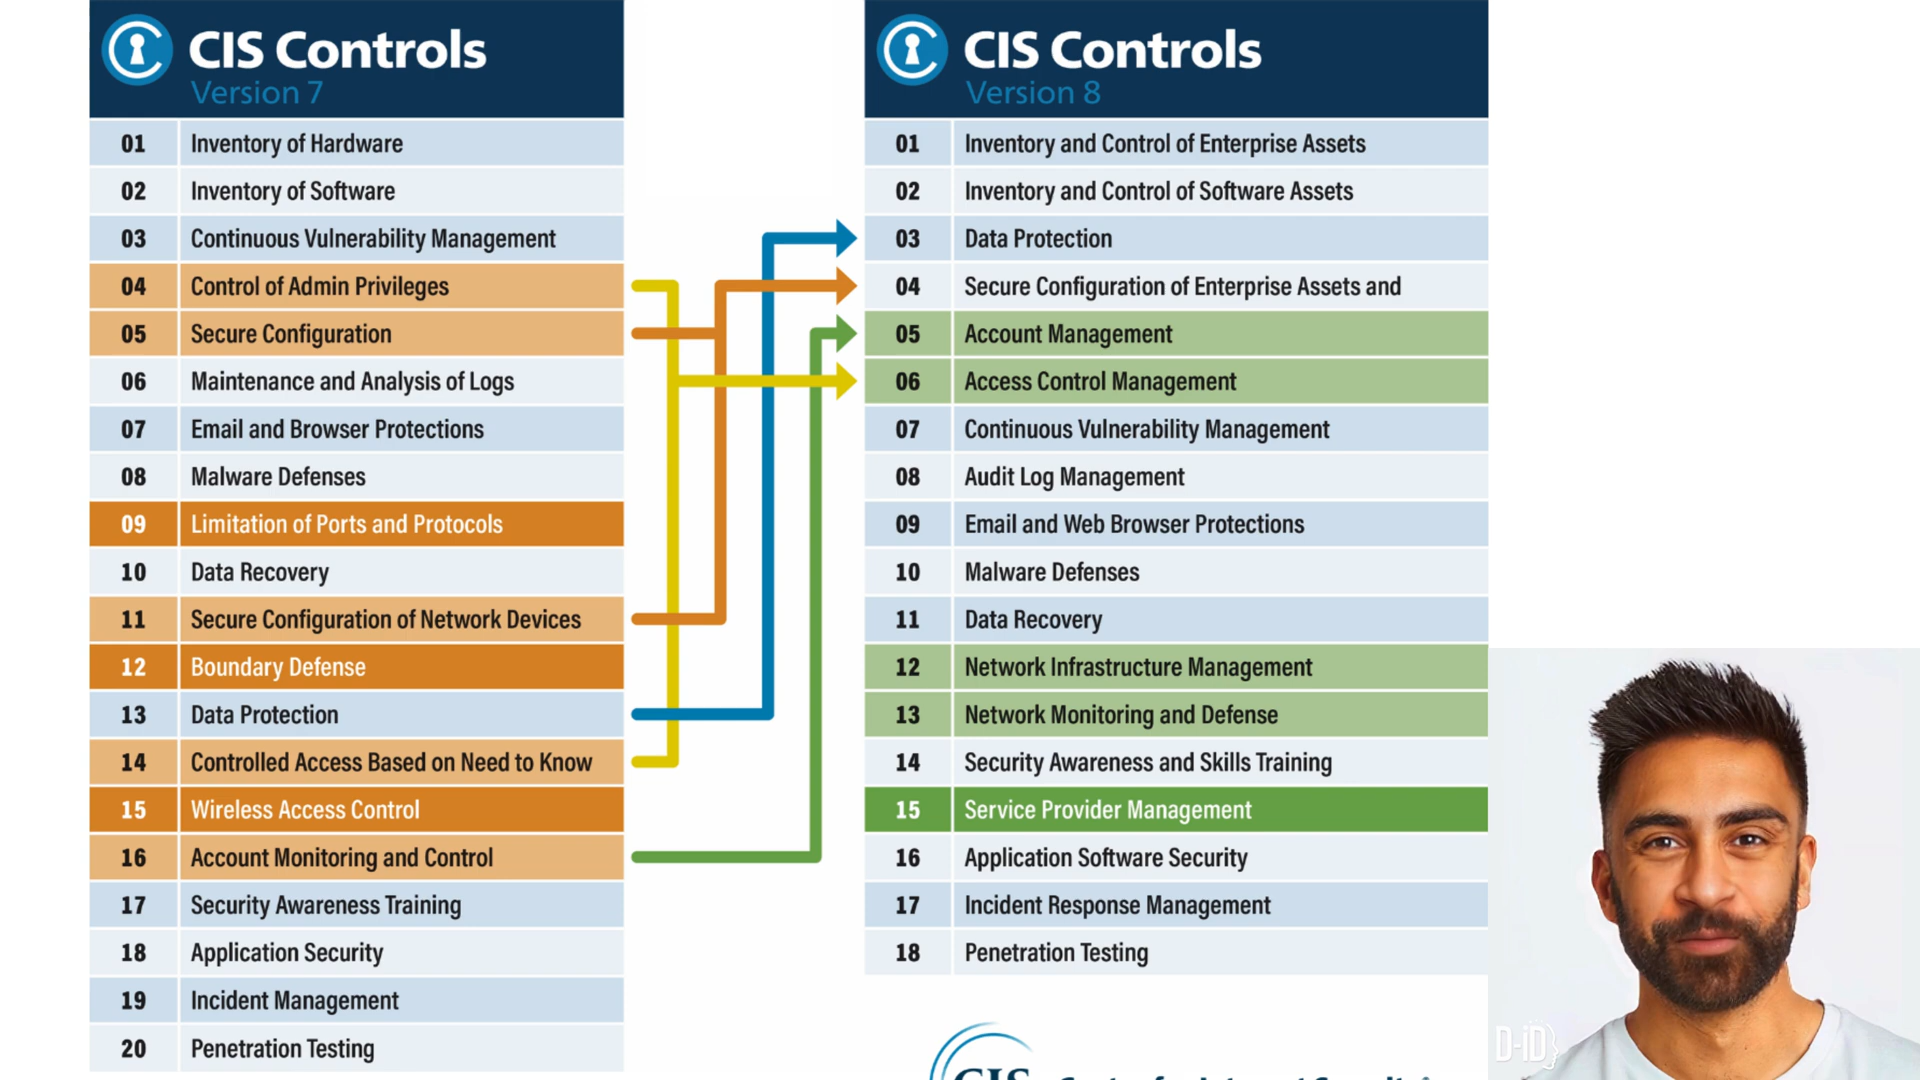 CIS Controls
Version 7
01 Inventory of Hardware
02 Inventory of Software
03 Continuous Vulnerability Management
04 Control of Admin Privileges
05 Secure Configuration
06 Maintenance and Analysis of Logs
07 Email and Browser Protections
08 Malware Defenses
09 Limitation of Ports and Protocols
10 Data Recovery
11 Secure Configuration of Network Devices
12 Boundary Defense
13 Data Protection
14 Controlled Access Based on Need to Know
15 Wireless Access Control
16 Account Monitoring and Control
17 Security Awareness Training
18 Application Security
19 Incident Management
20 Penetration Testing
CIS Controls
Version 8
01 Inventory and Control of Enterprise Assets
02 Inventory and Control of Software Assets
03 Data Protection
04 Secure Configuration of Enterprise Assets and
05 Account Management
06 Access Control Management
07 Continuous Vulnerability Management
08 Audit Log Management
09 Email and Web Browser Protections
10 Malware Defenses
11 Data Recovery
12 Network Infrastructure Management
13 Network Monitoring and Defense
14 Security Awareness and Skills Training
15 Service Provider Management
16 Application Software Security
17 Incident Response Management
18 Penetration Testing
CIS
D-iD